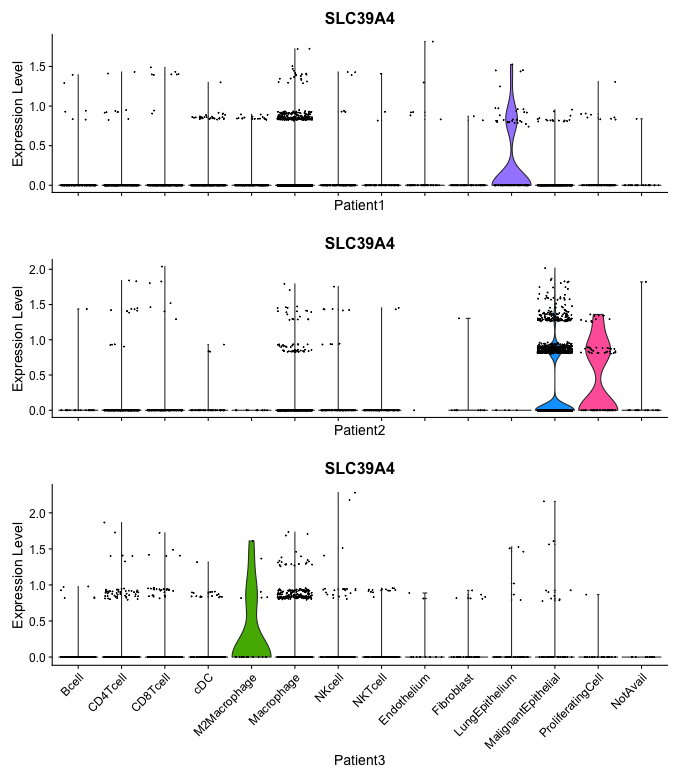 SLC39A4
Expression Level
1.5
1.0
0.5
0.0
Patient1
SLC39A4
Expression Level
2.0
1.5
1.0
0.5
0.0
Patient2
SLC39A4
Expression Level
2.0
1.5
1.0
0.5
0.0
Bcell
CD4Tcell
CD8Tcell
cDC
M2Macrophage
Macrophage
NKcell
NKTcell
Endothelium
Fibroblast
LungEpithelium
MalignantEpithelial
ProliferatingCell
NotAvail
Patient3